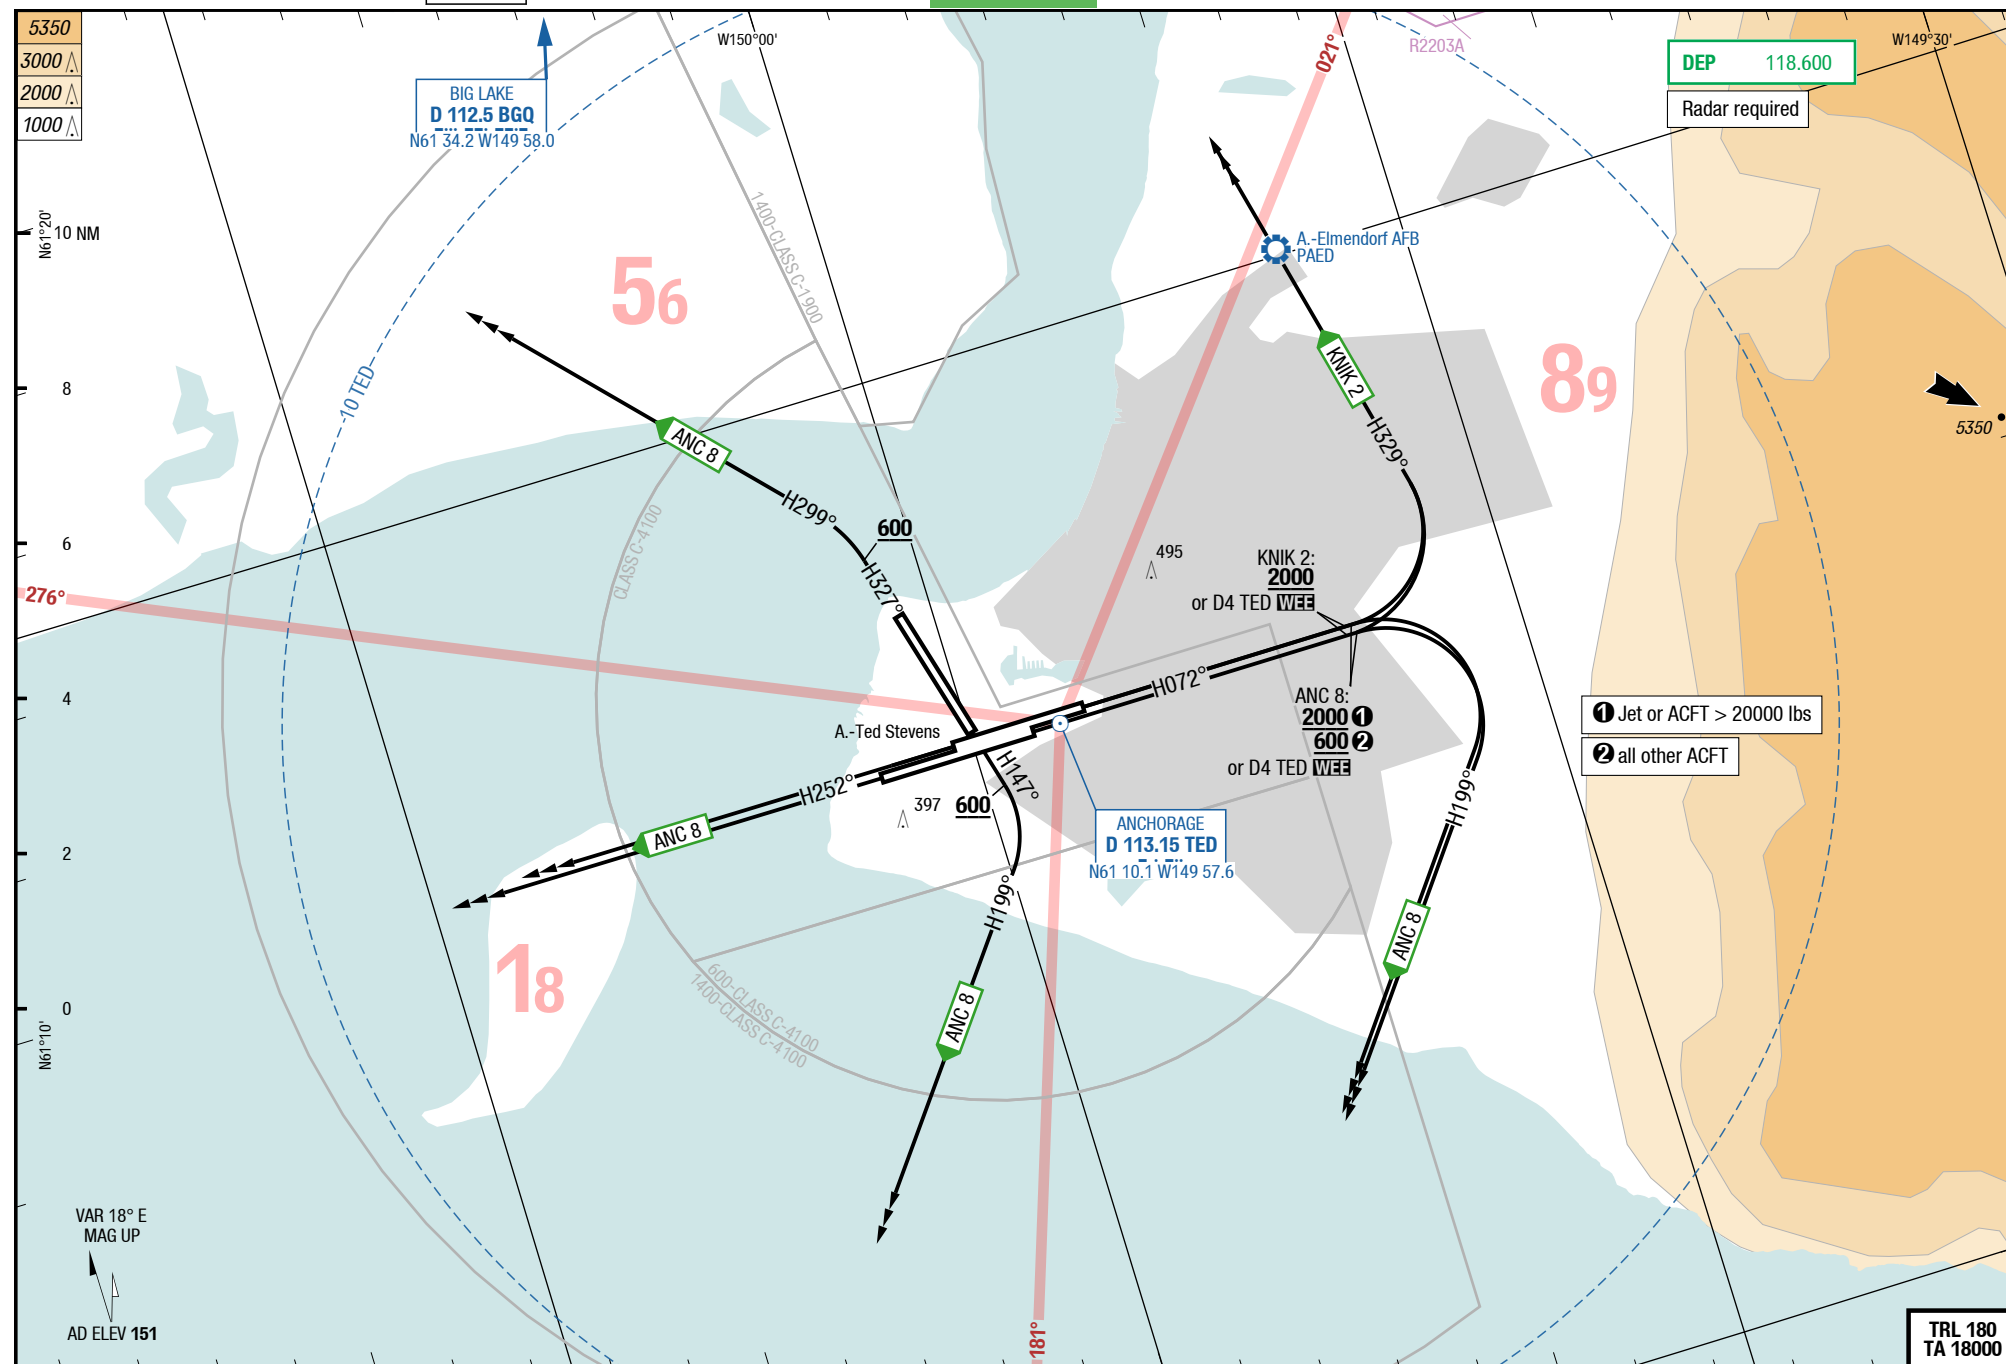 5350
3000
2000
1000
W150°00'
021°
R2203A
W149°30'
DEP 118.600
Radar required
BIG LAKE
D 112.5 BGQ
N61 34.2 W149 58.0
N61°20'
10 NM
1400-CLASS C-1900
A.-Elmendorf AFB
PAED
56
89
KNIK 2
10 TED
8
5350
ANC 8
H329°
H299°
600
CLASS C-4100
6
495
KNIK 2:
2000
or D4 TED WEE
H327°
276°
H072°
4
ANC 8:
2000 1
600 2
or D4 TED WEE
1 Jet or ACFT > 20000 lbs
2 all other ACFT
A.-Ted Stevens
H252°
H147°
397
600
H199°
ANC 8
ANCHORAGE
D 113.15 TED
N61 10.1 W149 57.6
2
H199°
ANC 8
18
600-CLASS C-4100
1400-CLASS C-4100
ANC 8
0
N61°10'
VAR 18° E
MAG UP
AD ELEV 151
181°
TRL 180
TA 18000